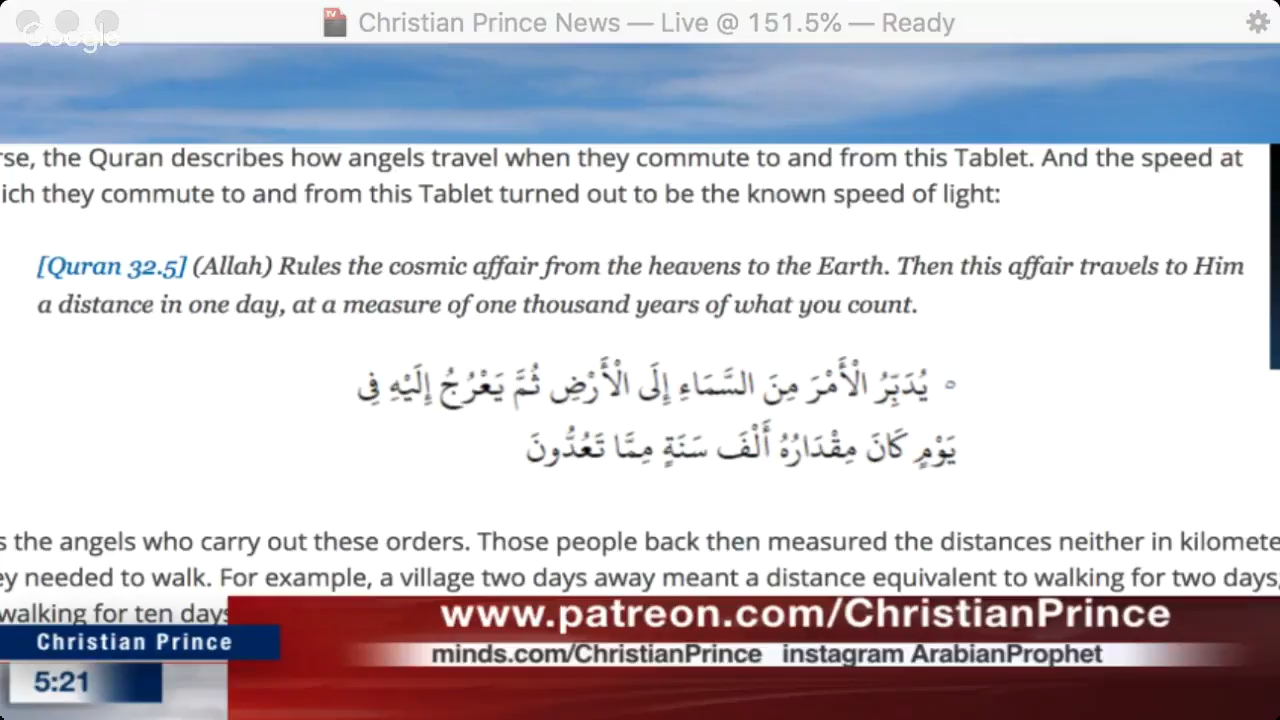 Google
Christian Prince News — Live @ 151.5% — Ready
rse, the Quran describes how angels travel when they commute to and from this Tablet. And the speed at
ich they commute to and from this Tablet turned out to be the known speed of light:
[Quran 32.5] (Allah) Rules the cosmic affair from the heavens to the Earth. Then this affair travels to Him
a distance in one day, at a measure of one thousand years of what you count.
° يُدَبِّرُ الْأَمْرَ مِنَ السَّمَاءِ إِلَى الْأَرْضِ ثُمَّ يَعْرُجُ إِلَيْهِ فِى
يَوْمٍ كَانَ مِقْدَارُهُ أَلْفَ سَنَةٍ مِمَّا تَعُدُّونَ
s the angels who carry out these orders. Those people back then measured the distances neither in kilomete
ey needed to walk. For example, a village two days away meant a distance equivalent to walking for two days;
walking for ten days
www.patreon.com/ChristianPrince
Christian Prince
minds.com/ChristianPrince instagram ArabianProphet
5:21